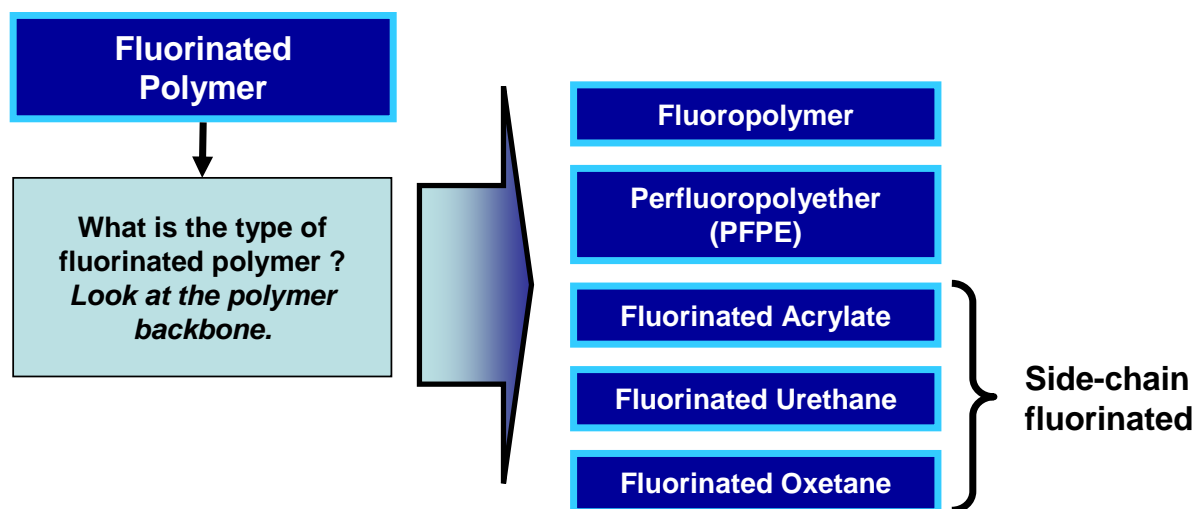 Fluorinated
Polymer
What is the type of
fluorinated polymer ?
Look at the polymer
backbone.
Fluoropolymer
Perfluoropolyether
(PFPE)
Fluorinated Acrylate
Fluorinated Urethane
Fluorinated Oxetane
Side-chain
fluorinated